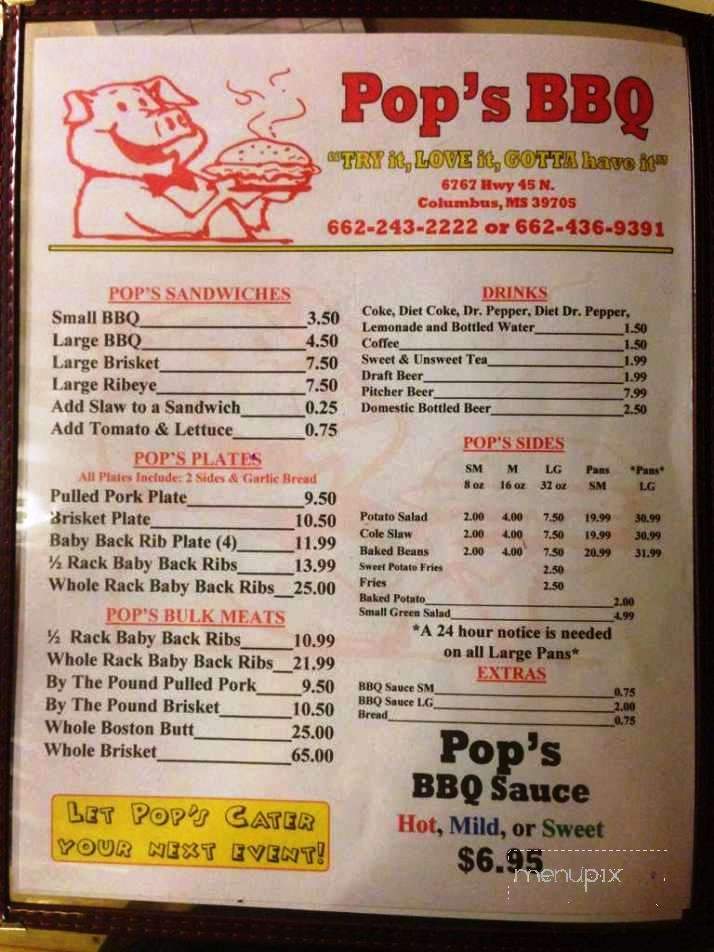 Pop's BBQ
"TRY it, LOVE it, GOTTA have it"
6767 Hwy 45 N.
Columbus, MS 39705
662-243-2222 or 662-436-9391
POP'S SANDWICHES
Small BBQ 3.50
Large BBQ 4.50
Large Brisket 7.50
Large Ribeye 7.50
Add Slaw to a Sandwich 0.25
Add Tomato & Lettuce 0.75
POP'S PLATES
All Plates Include: 2 Sides & Garlic Bread
Pulled Pork Plate 9.50
Brisket Plate 10.50
Baby Back Rib Plate (4) 11.99
½ Rack Baby Back Ribs 13.99
Whole Rack Baby Back Ribs 25.00
POP'S BULK MEATS
½ Rack Baby Back Ribs 10.99
Whole Rack Baby Back Ribs 21.99
By The Pound Pulled Pork 9.50
By The Pound Brisket 10.50
Whole Boston Butt 25.00
Whole Brisket 65.00
LET POP'S CATER
YOUR NEXT EVENT!
DRINKS
Coke, Diet Coke, Dr. Pepper, Diet Dr. Pepper,
Lemonade and Bottled Water 1.50
Coffee 1.50
Sweet & Unsweet Tea 1.99
Draft Beer 1.99
Pitcher Beer 7.99
Domestic Bottled Beer 2.50
POP'S SIDES
SM M LG Pans *Pans*
8 oz 16 oz 32 oz SM LG
Potato Salad 2.00 4.00 7.50 19.99 30.99
Cole Slaw 2.00 4.00 7.50 19.99 30.99
Baked Beans 2.00 4.00 7.50 20.99 31.99
Sweet Potato Fries 2.50
Fries 2.50
Baked Potato 2.00
Small Green Salad 4.99
*A 24 hour notice is needed
on all Large Pans*
EXTRAS
BBQ Sauce SM 0.75
BBQ Sauce LG 2.00
Bread 0.75
Pop's
BBQ Sauce
Hot, Mild, or Sweet
$6.95
menupix